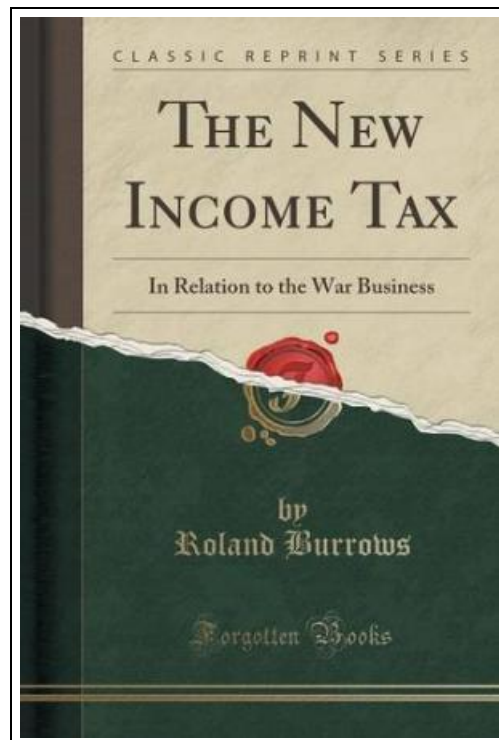 CLASSIC REPRINT SERIES
THE NEW
INCOME TAX
In Relation to the War Business
F
by
Roland Burrows
Forgotten Books